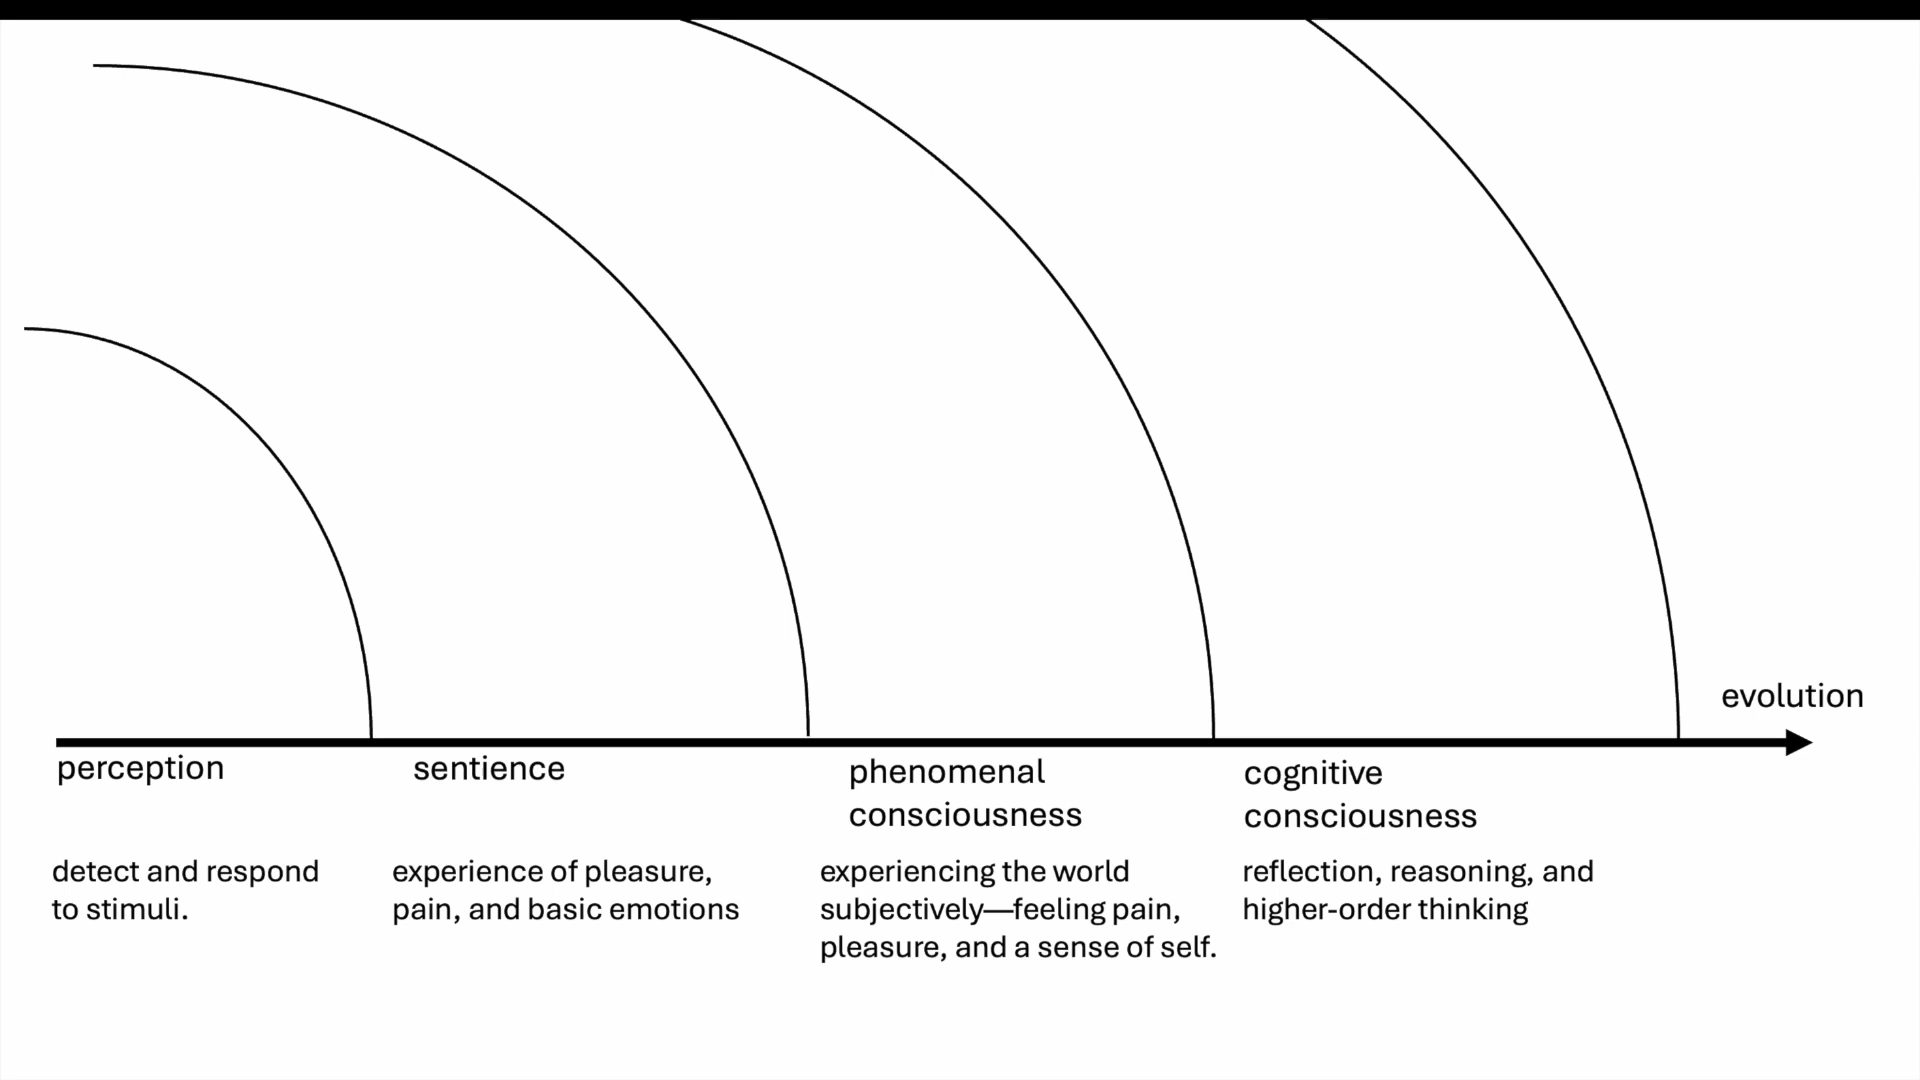 evolution
perception
sentience
phenomenal
consciousness
cognitive
consciousness
detect and respond
to stimuli.
experience of pleasure,
pain, and basic emotions
experiencing the world
subjectively—feeling pain,
pleasure, and a sense of self.
reflection, reasoning, and
higher-order thinking